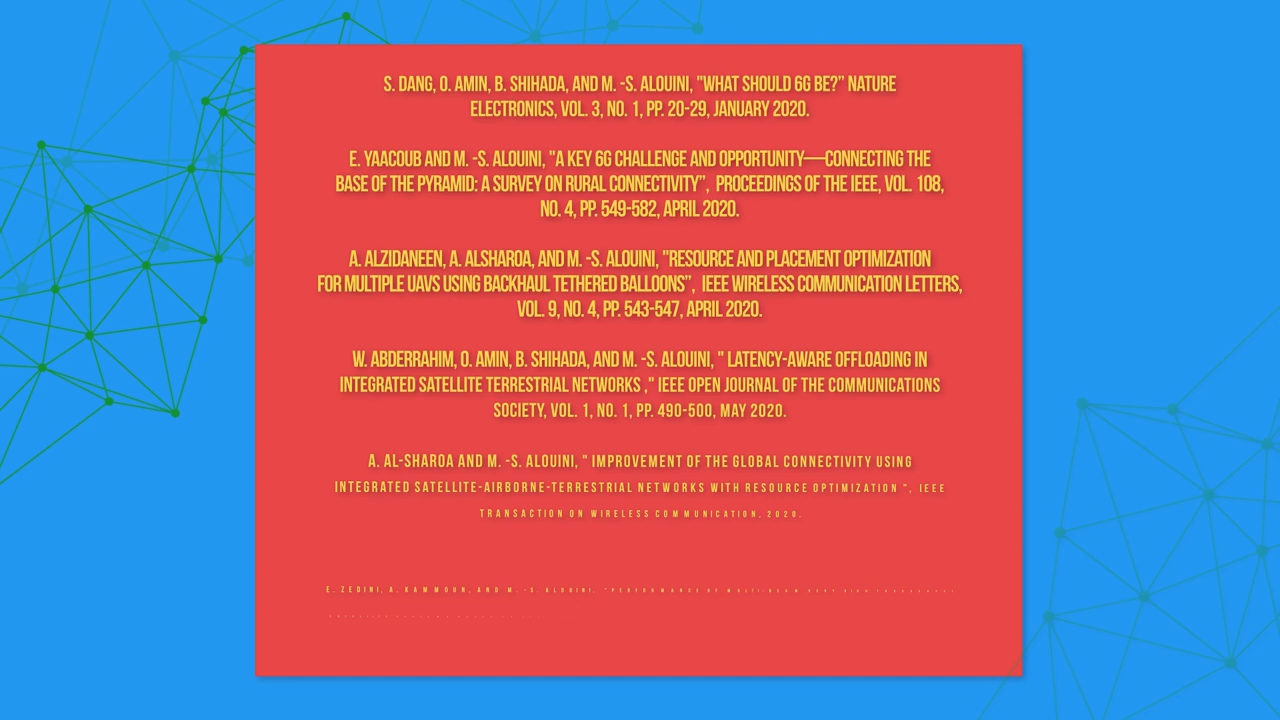 S. DANG, O. AMIN, B. SHIHADA, AND M. -S. ALOUINI, "WHAT SHOULD 6G BE?" NATURE
ELECTRONICS, VOL. 3, NO. 1, PP. 20-29, JANUARY 2020.
E. YAACOUB AND M. -S. ALOUINI, "A KEY 6G CHALLENGE AND OPPORTUNITY—CONNECTING THE
BASE OF THE PYRAMID: A SURVEY ON RURAL CONNECTIVITY", PROCEEDINGS OF THE IEEE, VOL. 108,
NO. 4, PP. 549-582, APRIL 2020.
A. ALZIDANEEN, A. ALSHAROA, AND M. -S. ALOUINI, "RESOURCE AND PLACEMENT OPTIMIZATION
FOR MULTIPLE UAVS USING BACKHAUL TETHERED BALLOONS", IEEE WIRELESS COMMUNICATION LETTERS,
VOL. 9, NO. 4, PP. 543-547, APRIL 2020.
W. ABDERRAHIM, O. AMIN, B. SHIHADA, AND M. -S. ALOUINI, " LATENCY-AWARE OFFLOADING IN
INTEGRATED SATELLITE TERRESTRIAL NETWORKS ," IEEE OPEN JOURNAL OF THE COMMUNICATIONS
SOCIETY, VOL. 1, NO. 1, PP. 490-500, MAY 2020.
A. AL-SHAROA AND M. -S. ALOUINI, " IMPROVEMENT OF THE GLOBAL CONNECTIVITY USING
INTEGRATED SATELLITE-AIRBORNE-TERRESTRIAL NETWORKS WITH RESOURCE OPTIMIZATION ", IEEE
TRANSACTION ON WIRELESS COMMUNICATION, 2020.
E. ZEDINI, A. KAMMOUN, AND M. -S. ALOUINI, "PERFORMANCE OF MULTI-BEAM VERY HIGH